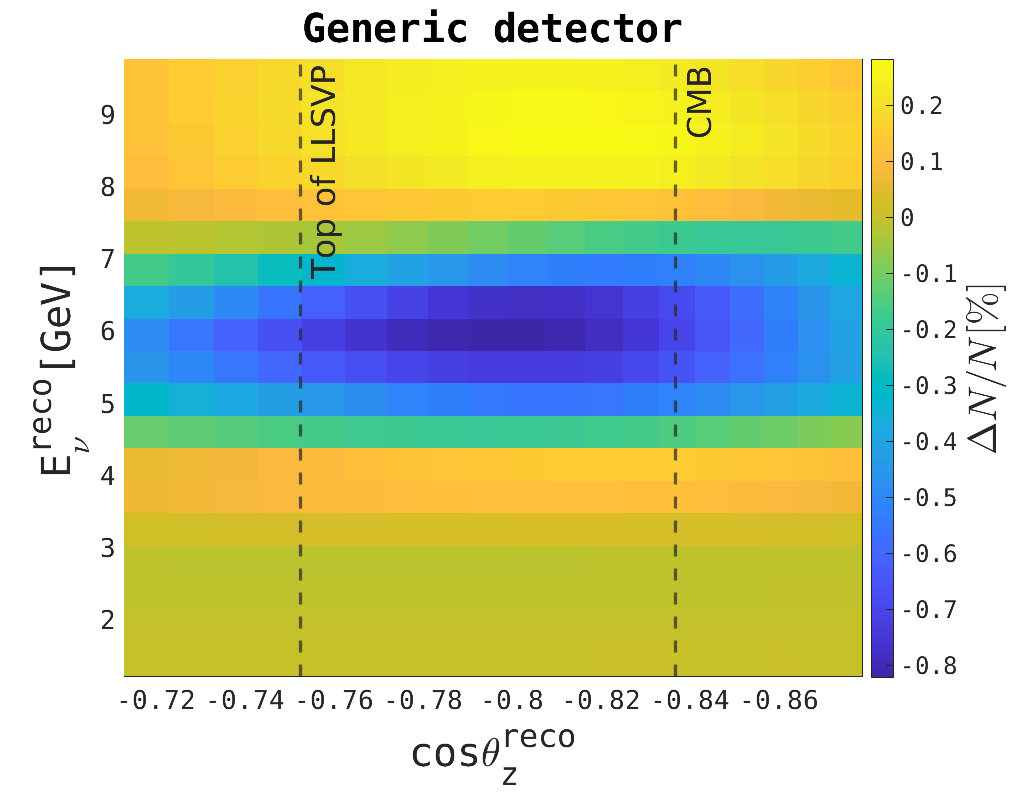 Generic detector
Top of LLSVP
CMB
9
8
7
6
5
4
3
2
E_ν^reco [GeV]
-0.72 -0.74 -0.76 -0.78 -0.8 -0.82 -0.84 -0.86
cosθ_z^reco
0.2
0.1
0
-0.1
-0.2
-0.3
-0.4
-0.5
-0.6
-0.7
-0.8
ΔN/N[%]